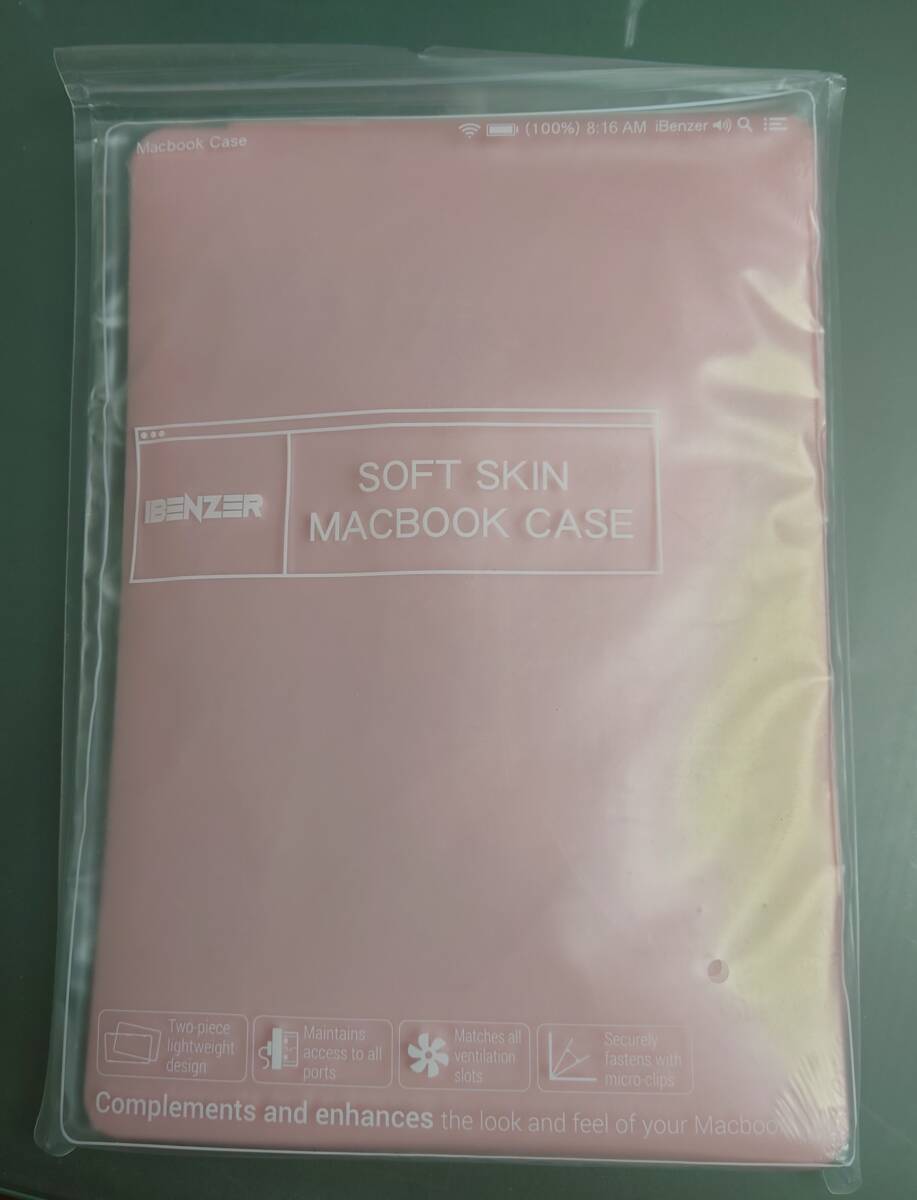 Macbook Case
(100%) 8:16 AM iBenzer
IBENZER
SOFT SKIN
MACBOOK CASE
Two-piece
lightweight
design
Maintains
access to all
ports
Matches all
ventilation
slots
Securely
fastens with
micro-clips
Complements and enhances the look and feel of your Macbook